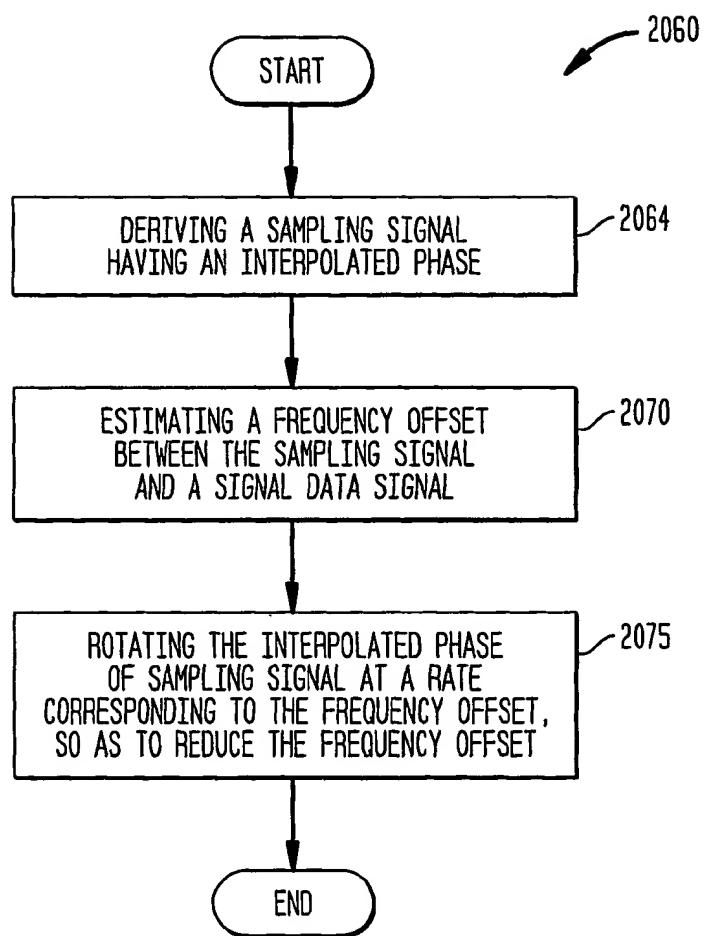 2060
START
DERIVING A SAMPLING SIGNAL
HAVING AN INTERPOLATED PHASE
2064
ESTIMATING A FREQUENCY OFFSET
BETWEEN THE SAMPLING SIGNAL
AND A SIGNAL DATA SIGNAL
2070
ROTATING THE INTERPOLATED PHASE
OF SAMPLING SIGNAL AT A RATE
CORRESPONDING TO THE FREQUENCY OFFSET,
SO AS TO REDUCE THE FREQUENCY OFFSET
2075
END